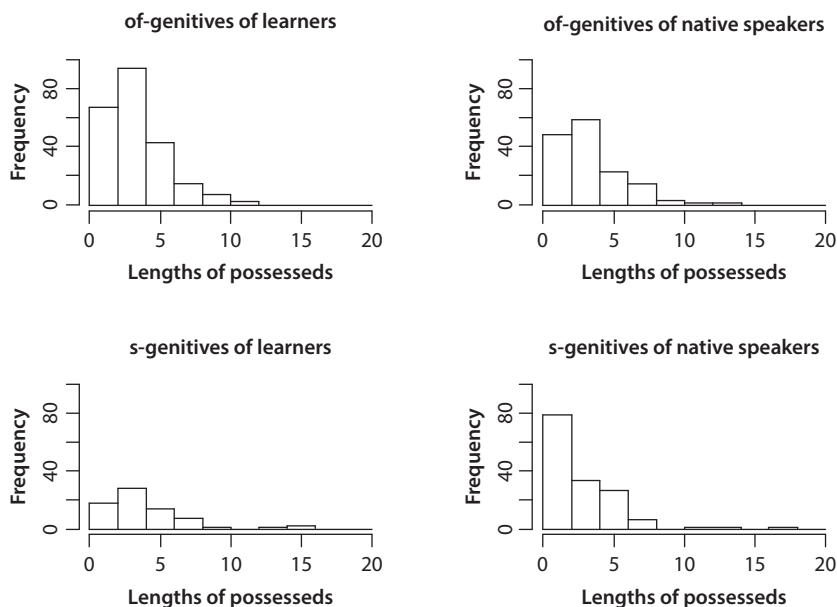 of-genitives of learners
Frequency
0 40 80
0 5 10 15 20
Lengths of possesseds
of-genitives of native speakers
Frequency
0 40 80
0 5 10 15 20
Lengths of possesseds
s-genitives of learners
Frequency
0 40 80
0 5 10 15 20
Lengths of possesseds
s-genitives of native speakers
Frequency
0 40 80
0 5 10 15 20
Lengths of possesseds